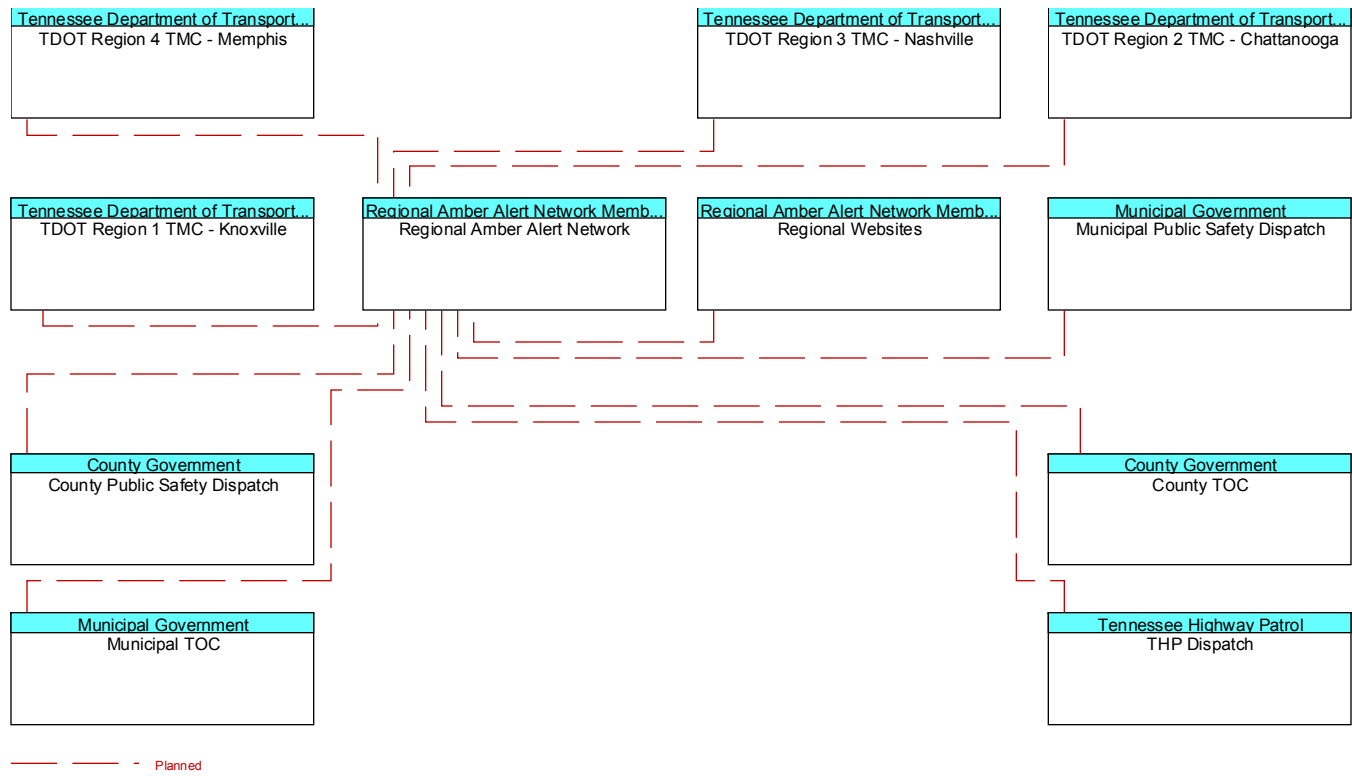 Tennessee Department of Transport...
TDOT Region 4 TMC - Memphis
Tennessee Department of Transport...
TDOT Region 3 TMC - Nashville
Tennessee Department of Transport...
TDOT Region 2 TMC - Chattanooga
Tennessee Department of Transport...
TDOT Region 1 TMC - Knoxville
Regional Amber Alert Network Memb...
Regional Amber Alert Network
Regional Amber Alert Network Memb...
Regional Websites
Municipal Government
Municipal Public Safety Dispatch
County Government
County Public Safety Dispatch
County Government
County TOC
Municipal Government
Municipal TOC
Tennessee Highway Patrol
THP Dispatch
Planned